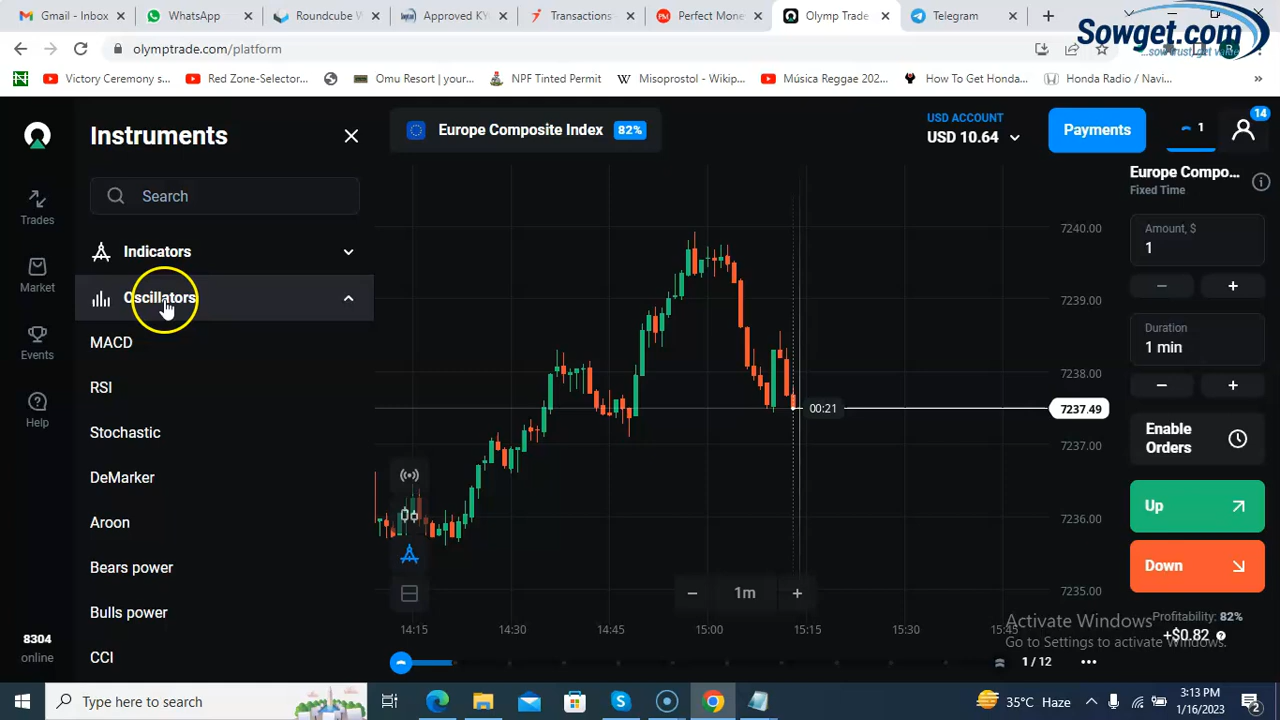 Gmail - Inbox
WhatsApp
Roundcube W
Approve
Transactions
Perfect Mone
Olymp Trade
Telegram
Sowget.com
...sow trust, get value
olymptrade.com/platform
Victory Ceremony s...
Red Zone-Selector...
Omu Resort | your...
NPF Tinted Permit
Misoprostol - Wikip...
Música Reggae 202...
How To Get Honda...
Honda Radio / Navi...
Instruments
Search
Indicators
Oscillators
MACD
RSI
Stochastic
DeMarker
Aroon
Bears power
Bulls power
CCI
Trades
Market
Events
Help
8304
online
Europe Composite Index 82%
USD ACCOUNT
USD 10.64
Payments
1
14
7240.00
7239.00
7238.00
7237.49
7237.00
7236.00
7235.00
00:21
1m
14:15 14:30 14:45 15:00 15:15 15:30 15:45
1 / 12
Europe Compo...
Fixed Time
Amount, $
1
Duration
1 min
Enable
Orders
Up
Down
Profitability: 82%
+$0.82
Activate Windows
Go to Settings to activate Windows.
Type here to search
35°C Haze
3:13 PM
1/16/2023
2